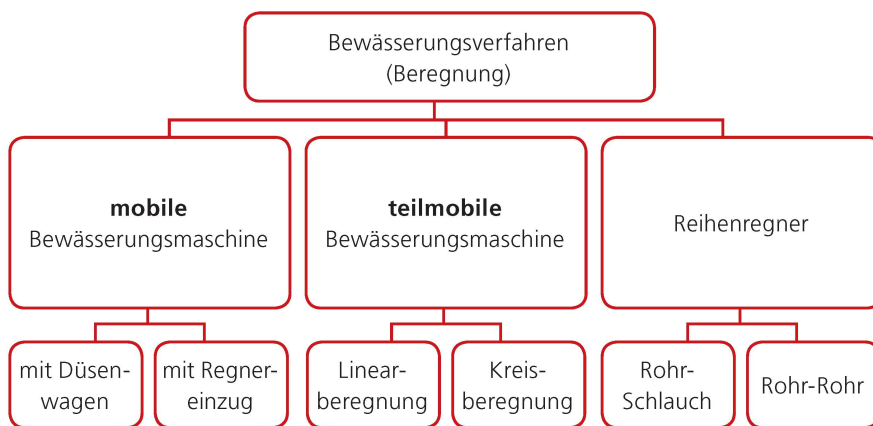 Bewässerungsverfahren
(Beregnung)
mobile
Bewässerungsmaschine
teilmobile
Bewässerungsmaschine
Reihenregner
mit Düsen-
wagen
mit Regner-
einzug
Linear-
beregnung
Kreis-
beregnung
Rohr-
Schlauch
Rohr-Rohr